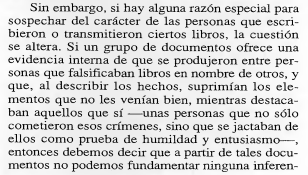 Sin embargo, si hay alguna razón especial para
sospechar del carácter de las personas que escri-
bieron o transmitieron ciertos libros, la cuestión
se altera. Si un grupo de documentos ofrece una
evidencia interna de que se produjeron entre per-
sonas que falsificaban libros en nombre de otros, y
que, al describir los hechos, suprimían los ele-
mentos que no les venían bien, mientras destaca-
ban aquellos que sí —unas personas que no sólo
cometieron esos crímenes, sino que se jactaban de
ellos como prueba de humildad y entusiasmo—,
entonces debemos decir que a partir de tales docu-
mentos no podemos fundamentar ninguna inferen-